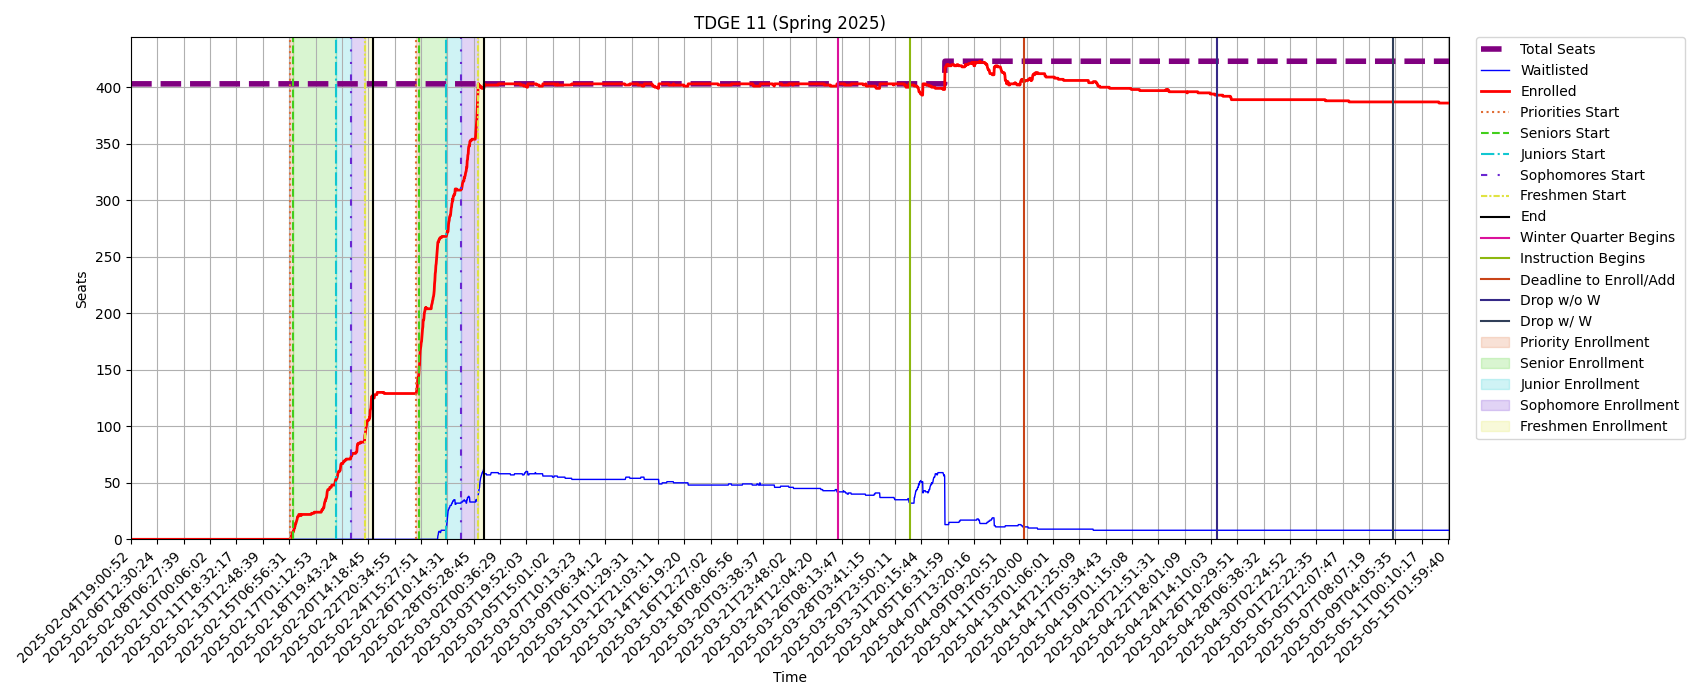 TDGE 11 (Spring 2025)
Seats
400
350
300
250
200
150
100
50
0
2025-02-04T19:00:52
2025-02-06T12:30:24
2025-02-08T06:27:39
2025-02-10T00:06:02
2025-02-11T18:32:17
2025-02-13T12:48:39
2025-02-15T06:56:31
2025-02-17T01:12:53
2025-02-18T19:43:24
2025-02-20T14:18:45
2025-02-22T20:34:55
2025-02-24T15:27:51
2025-02-26T10:14:31
2025-02-28T05:28:45
2025-03-02T00:36:29
2025-03-03T19:52:03
2025-03-05T15:01:02
2025-03-07T10:13:23
2025-03-09T06:34:12
2025-03-11T01:29:31
2025-03-12T21:03:11
2025-03-14T16:19:20
2025-03-16T12:27:02
2025-03-18T08:06:56
2025-03-20T03:38:37
2025-03-21T23:48:02
2025-03-24T12:04:20
2025-03-26T08:13:47
2025-03-28T03:41:15
2025-03-29T23:50:11
2025-03-31T20:15:44
2025-04-05T16:31:59
2025-04-07T13:20:16
2025-04-09T09:20:51
2025-04-11T05:20:00
2025-04-13T01:06:01
2025-04-14T21:25:09
2025-04-17T05:34:43
2025-04-19T01:15:08
2025-04-20T21:51:31
2025-04-22T18:01:09
2025-04-24T14:10:03
2025-04-26T10:29:51
2025-04-28T06:38:32
2025-04-30T02:24:52
2025-05-01T22:22:35
2025-05-05T12:07:47
2025-05-07T08:07:19
2025-05-09T04:05:35
2025-05-11T00:10:17
2025-05-15T01:59:40
Time
Total Seats
Waitlisted
Enrolled
Priorities Start
Seniors Start
Juniors Start
Sophomores Start
Freshmen Start
End
Winter Quarter Begins
Instruction Begins
Deadline to Enroll/Add
Drop w/o W
Drop w/ W
Priority Enrollment
Senior Enrollment
Junior Enrollment
Sophomore Enrollment
Freshmen Enrollment